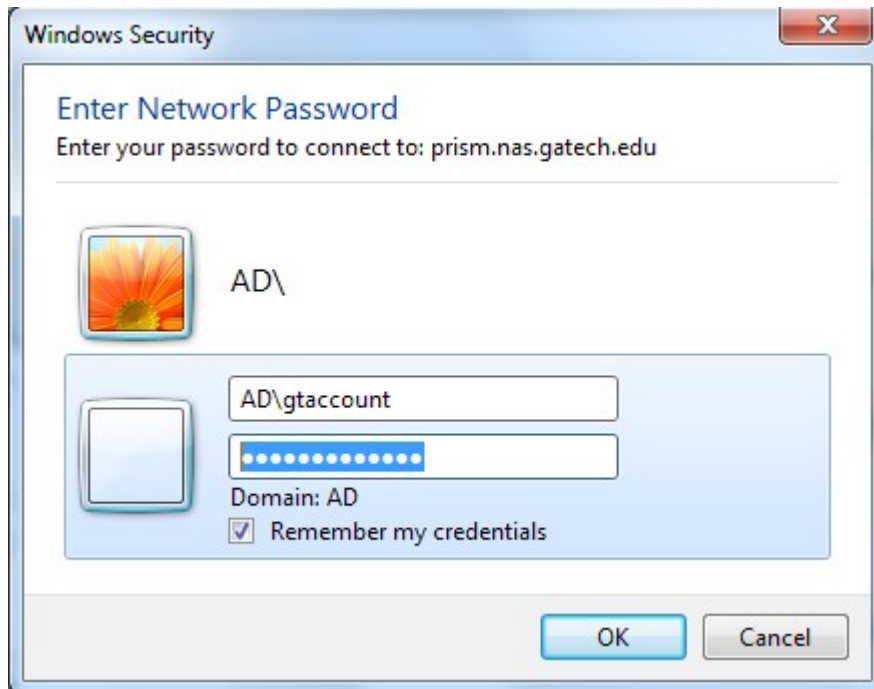 Windows Security
Enter Network Password
Enter your password to connect to: prism.nas.gatech.edu
AD\
AD\gtaccount
●●●●●●●●●●●●●
Domain: AD
Remember my credentials
OK
Cancel